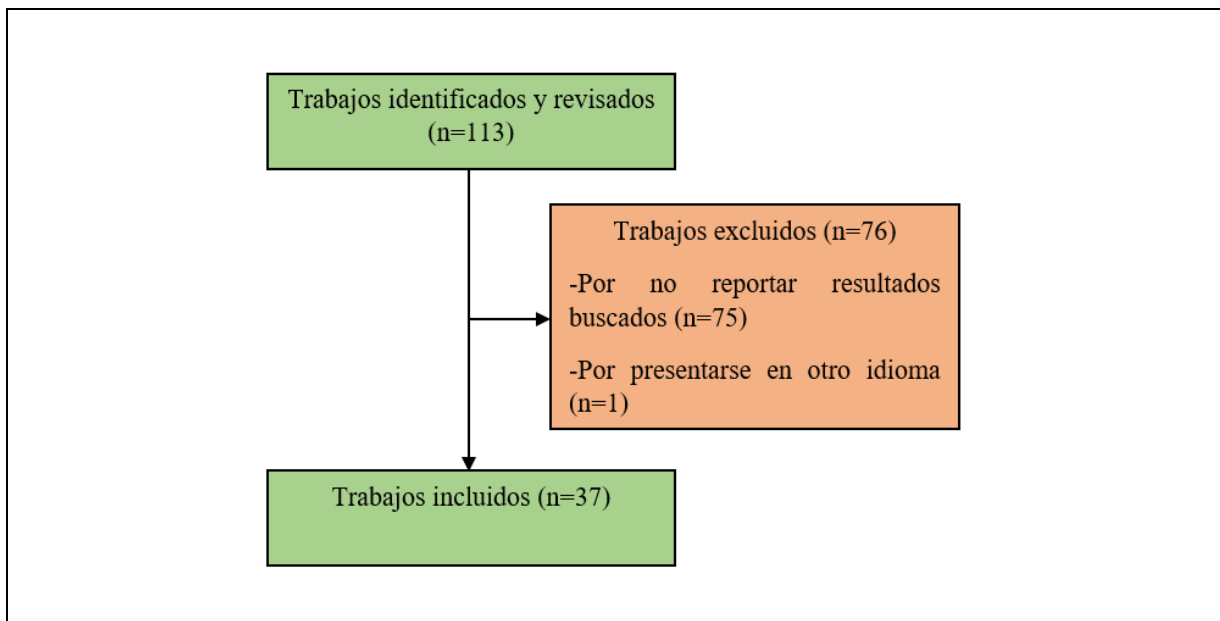 Trabajos identificados y revisados
(n=113)
Trabajos excluidos (n=76)
-Por no reportar resultados
buscados (n=75)
-Por presentarse en otro idioma
(n=1)
Trabajos incluidos (n=37)